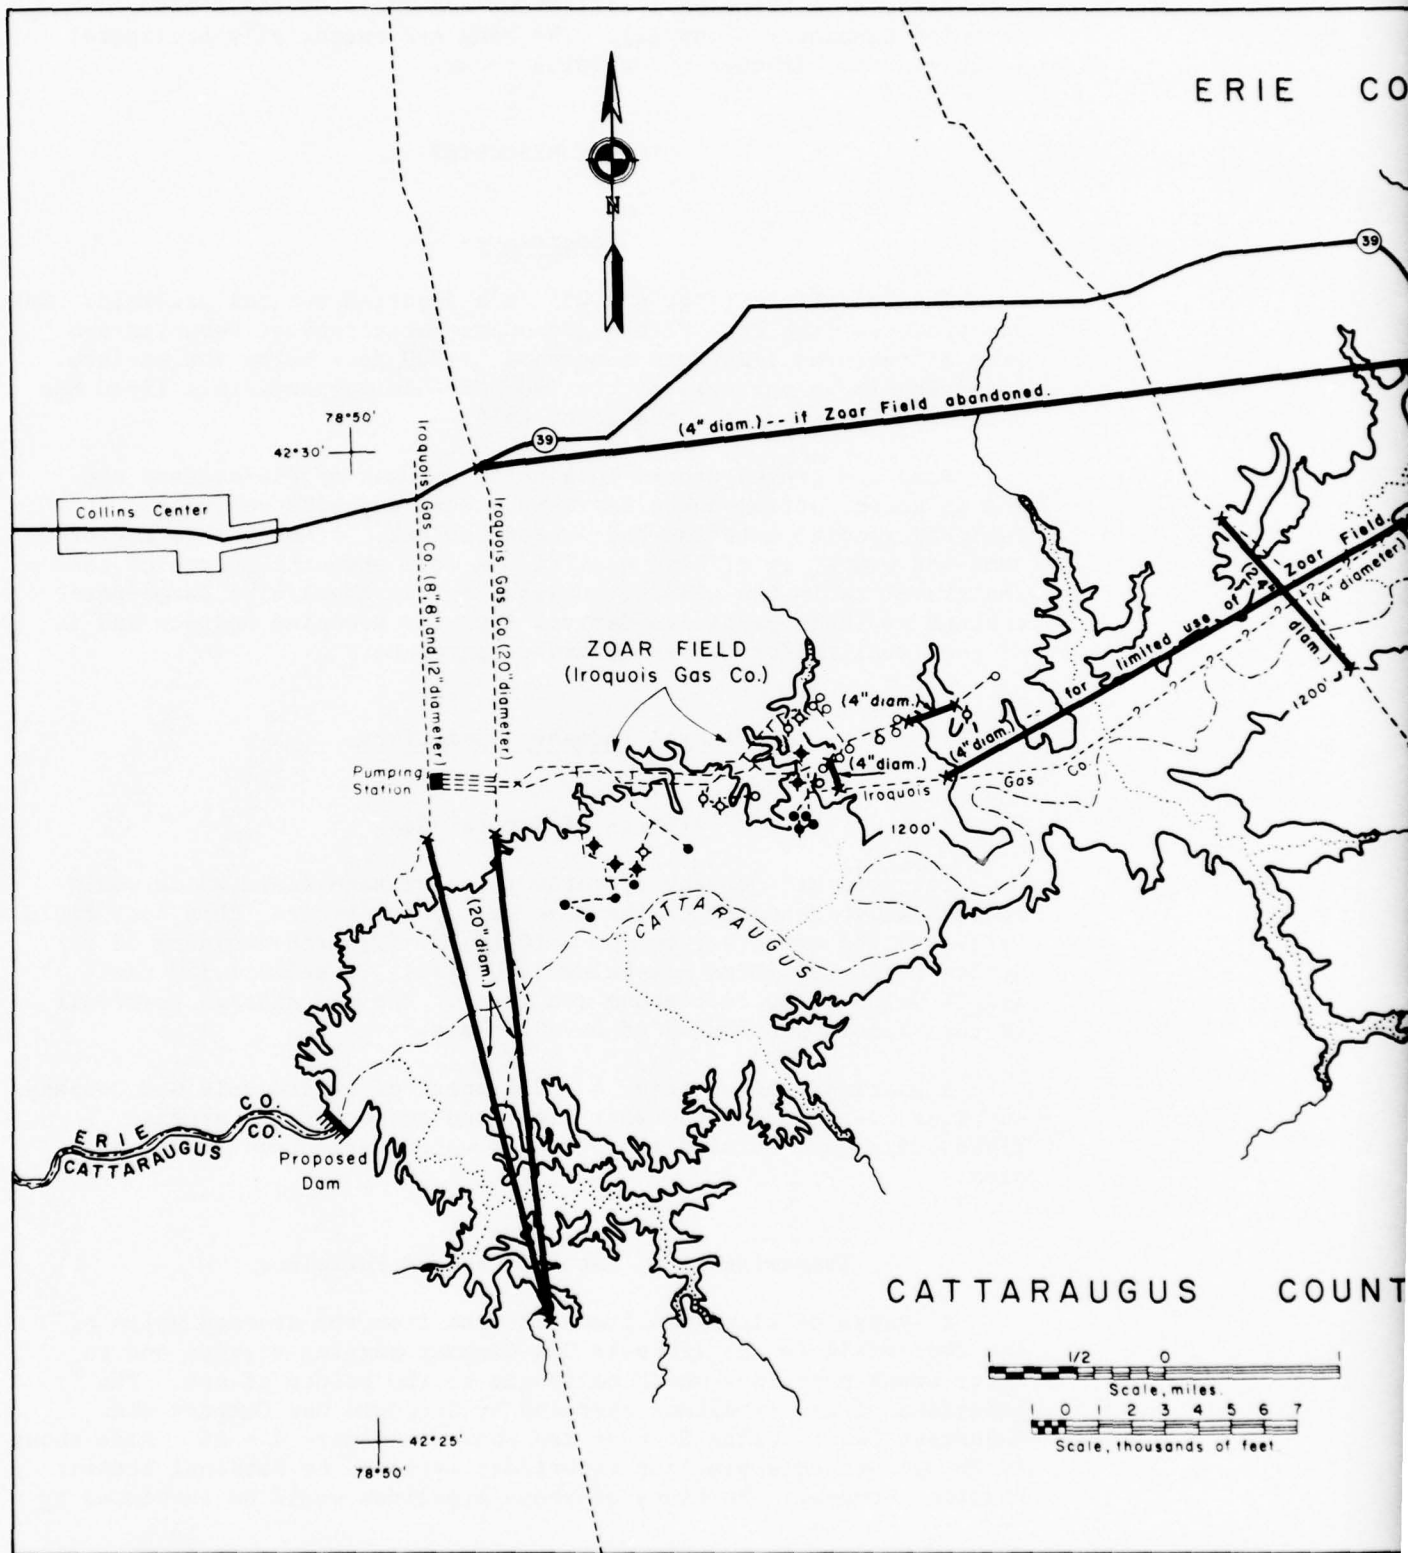 ERIE CO
N
39
(4" diam.) -- if Zoar Field abandoned.
78°50'
42°30'
39
Collins Center
Iroquois Gas Co. (8", 8", and 12" diameter)
Iroquois Gas Co (20" diameter)
ZOAR FIELD
(Iroquois Gas Co.)
(24" diam.)
for limited use of Zoar Field.
(4" diameter)
(4" diam.)
(4" diam.)
(4" diam.)
1200'
Pumping
Station
Iroquois Gas Co.
1200'
(20" diam.)
CATTARAUGUS
ERIE CO.
CATTARAUGUS CO.
Proposed
Dam
CATTARAUGUS COUNT
1 1/2 0 1
Scale, miles.
0 1 2 3 4 5 6 7
Scale, thousands of feet.
42°25'
78°50'